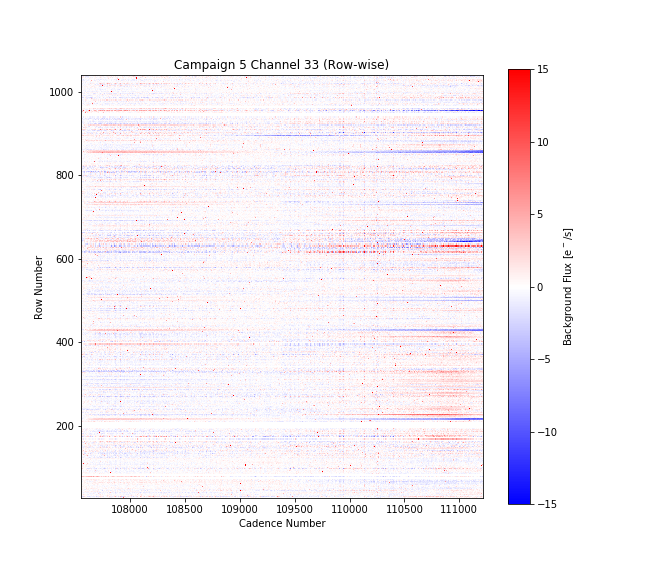 Campaign 5 Channel 33 (Row-wise)
1000
800
600
400
200
Row Number
108000 108500 109000 109500 110000 110500 111000
Cadence Number
15
10
5
0
−5
−10
−15
Background Flux [e⁻/s]